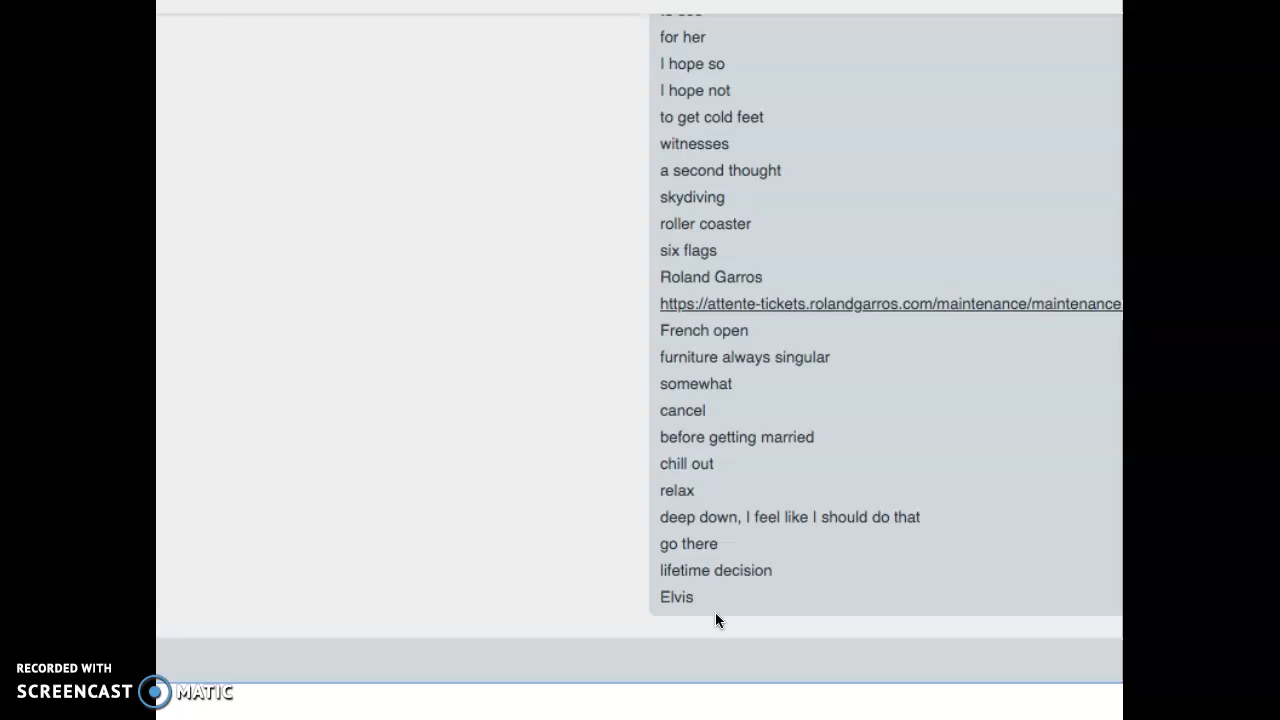 for her
I hope so
I hope not
to get cold feet
witnesses
a second thought
skydiving
roller coaster
six flags
Roland Garros
https://attente-tickets.rolandgarros.com/maintenance/maintenance
French open
furniture always singular
somewhat
cancel
before getting married
chill out
relax
deep down, I feel like I should do that
go there
lifetime decision
Elvis
RECORDED WITH
SCREENCAST MATIC